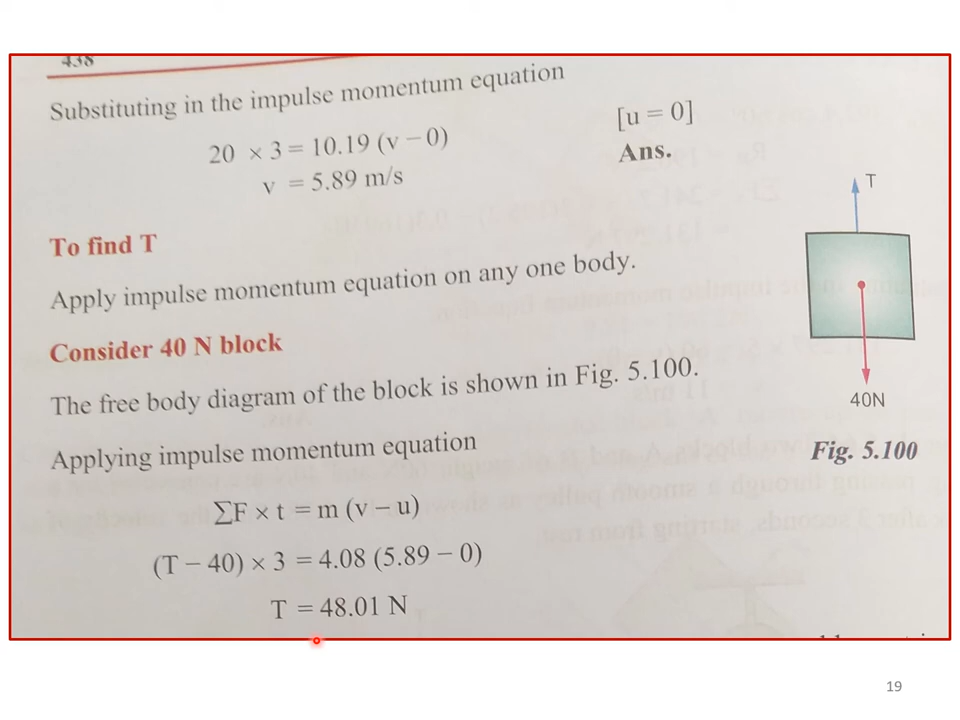 438
Substituting in the impulse momentum equation
20 × 3 = 10.19 (v – 0) [u = 0]
v = 5.89 m/s Ans.
T
To find T
Apply impulse momentum equation on any one body.
Consider 40 N block
The free body diagram of the block is shown in Fig. 5.100.
40N
Applying impulse momentum equation
Fig. 5.100
∑F × t = m (v – u)
(T – 40) × 3 = 4.08 (5.89 – 0)
T = 48.01 N
19